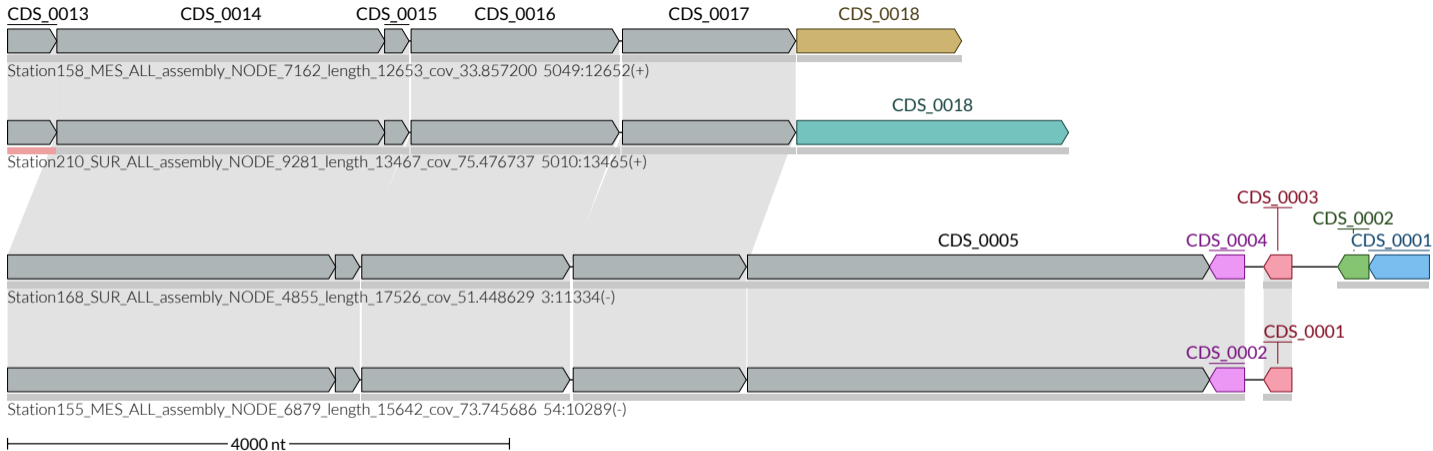 CDS_0013 CDS_0014 CDS_0015 CDS_0016 CDS_0017 CDS_0018
Station158_MES_ALL_assembly_NODE_7162_length_12653_cov_33.857200 5049:12652(+)
CDS_0018
Station210_SUR_ALL_assembly_NODE_9281_length_13467_cov_75.476737 5010:13465(+)
CDS_0003
CDS_0002
CDS_0005 CDS_0004 CDS_0001
Station168_SUR_ALL_assembly_NODE_4855_length_17526_cov_51.448629 3:11334(-)
CDS_0001
CDS_0002
Station155_MES_ALL_assembly_NODE_6879_length_15642_cov_73.745686 54:10289(-)
4000 nt